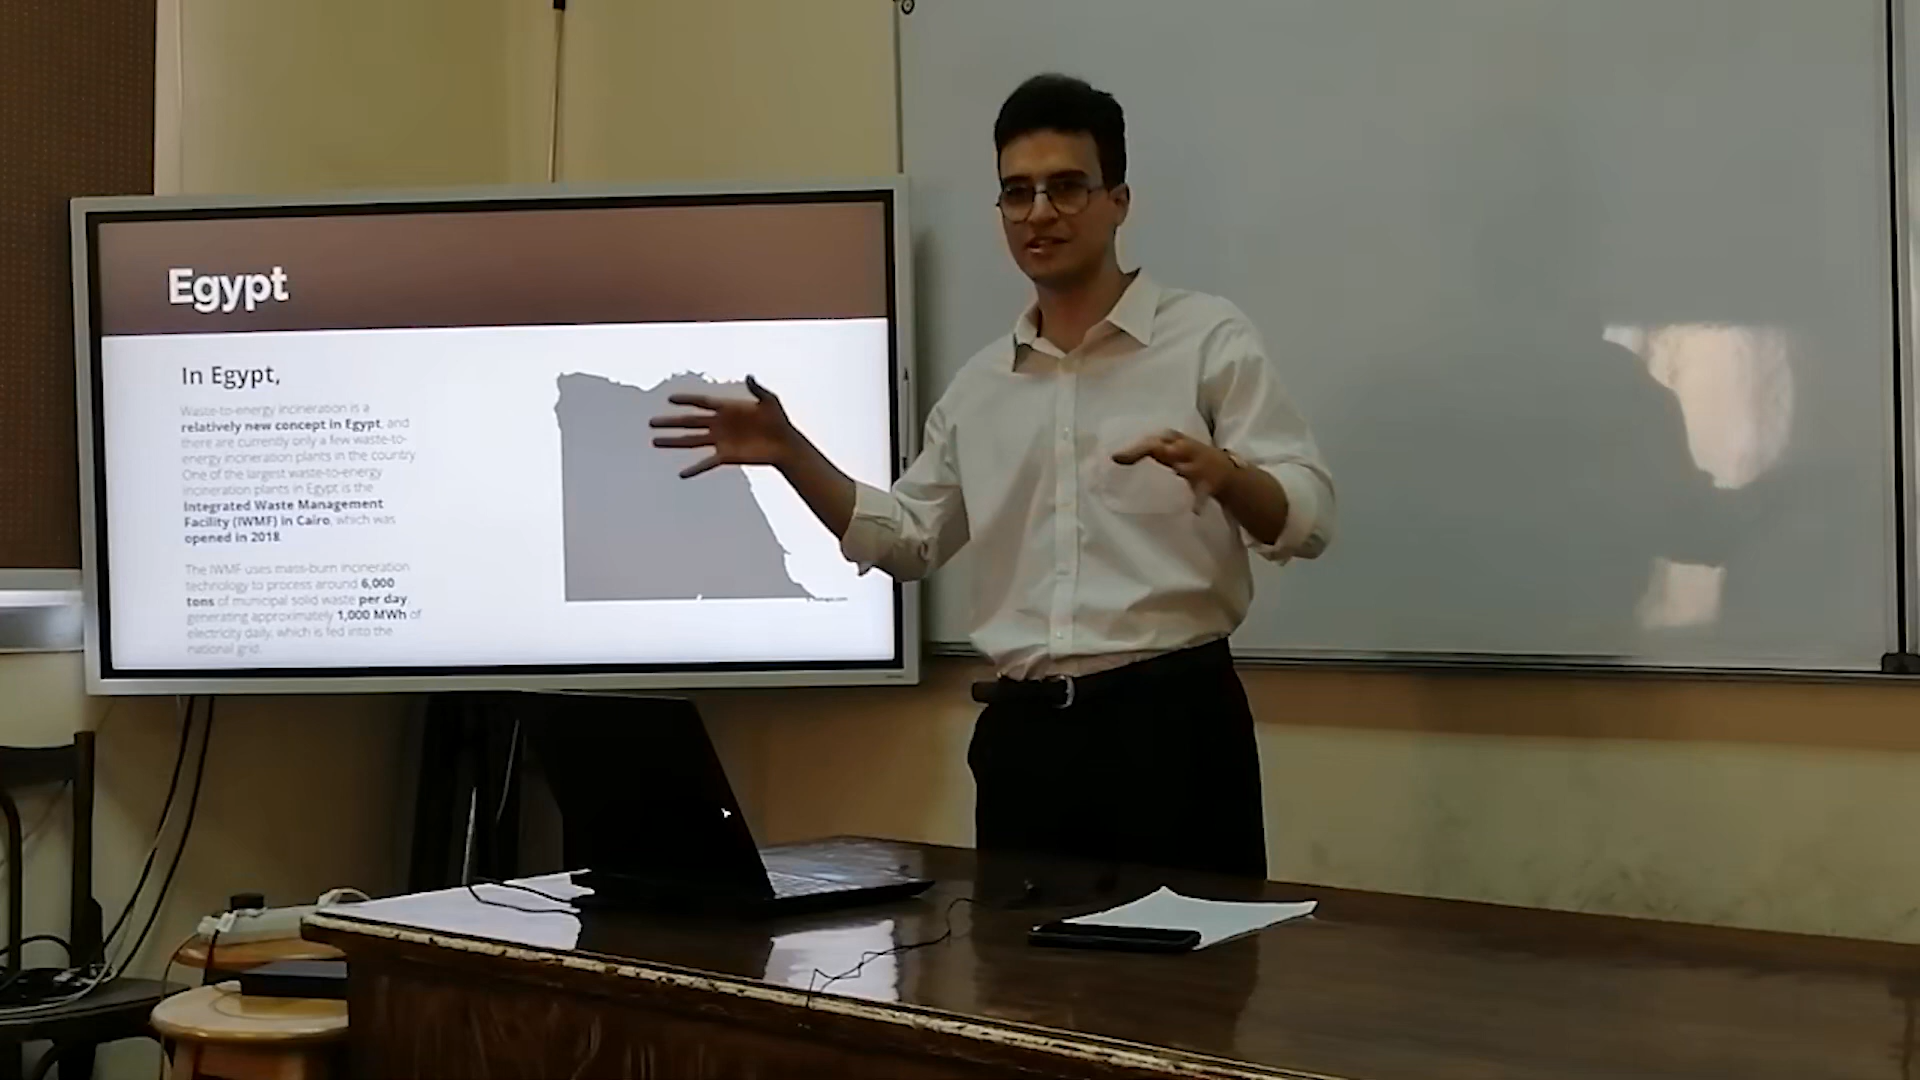 Egypt
In Egypt,
Waste-to-energy incineration is a
relatively new concept in Egypt, and
there are currently only a few waste-to-
energy incineration plants in the country.
One of the largest waste-to-energy
incineration plants in Egypt is the
Integrated Waste Management
Facility (IWMF) in Cairo, which was
opened in 2018.
The IWMF uses mass-burn incineration
technology to process around 6,000
tons of municipal solid waste per day,
generating approximately 1,000 MWh of
electricity daily, which is fed into the
national grid.